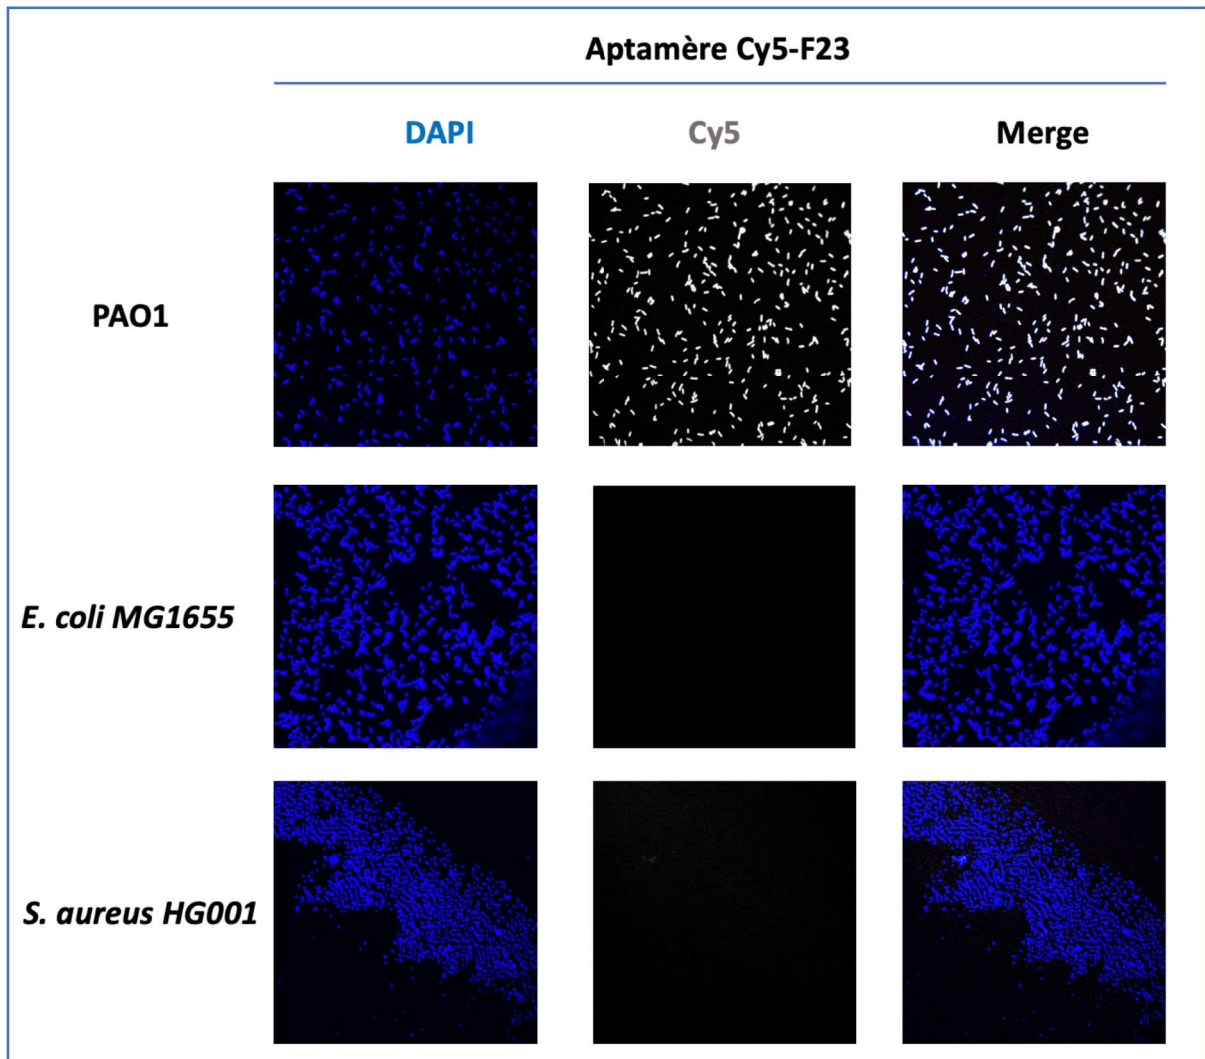 Aptamère Cy5-F23
DAPI Cy5 Merge
PAO1
E. coli MG1655
S. aureus HG001